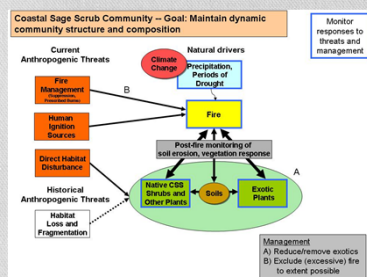 Coastal Sage Scrub Community -- Goal: Maintain dynamic
community structure and composition
Monitor
responses to
threats and
management
Current
Anthropogenic Threats
Natural drivers
Climate
Change
Precipitation,
Periods of
Drought
Fire
Management
B
Human
Ignition
Sources
Fire
Post-fire monitoring of
soil erosion, vegetation response
Direct Habitat
Disturbance
A
Native CSS
Shrubs and
Other Plants
Soils
Exotic
Plants
Historical
Anthropogenic Threats
Habitat
Loss and
Fragmentation
Management
A) Reduce/remove exotics
B) Exclude (excessive) fire
to extent possible